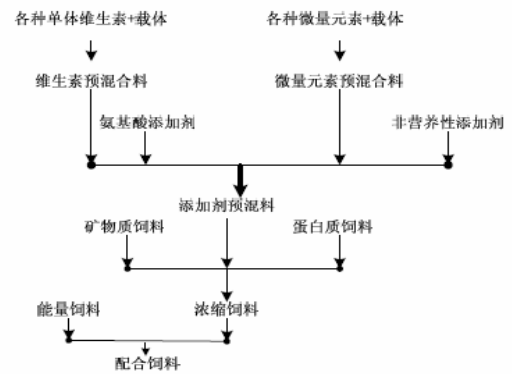 各种单体维生素+载体
各种微量元素+载体
维生素预混合料
微量元素预混合料
氨基酸添加剂
非营养性添加剂
添加剂预混料
矿物质饲料
蛋白质饲料
能量饲料
浓缩饲料
配合饲料